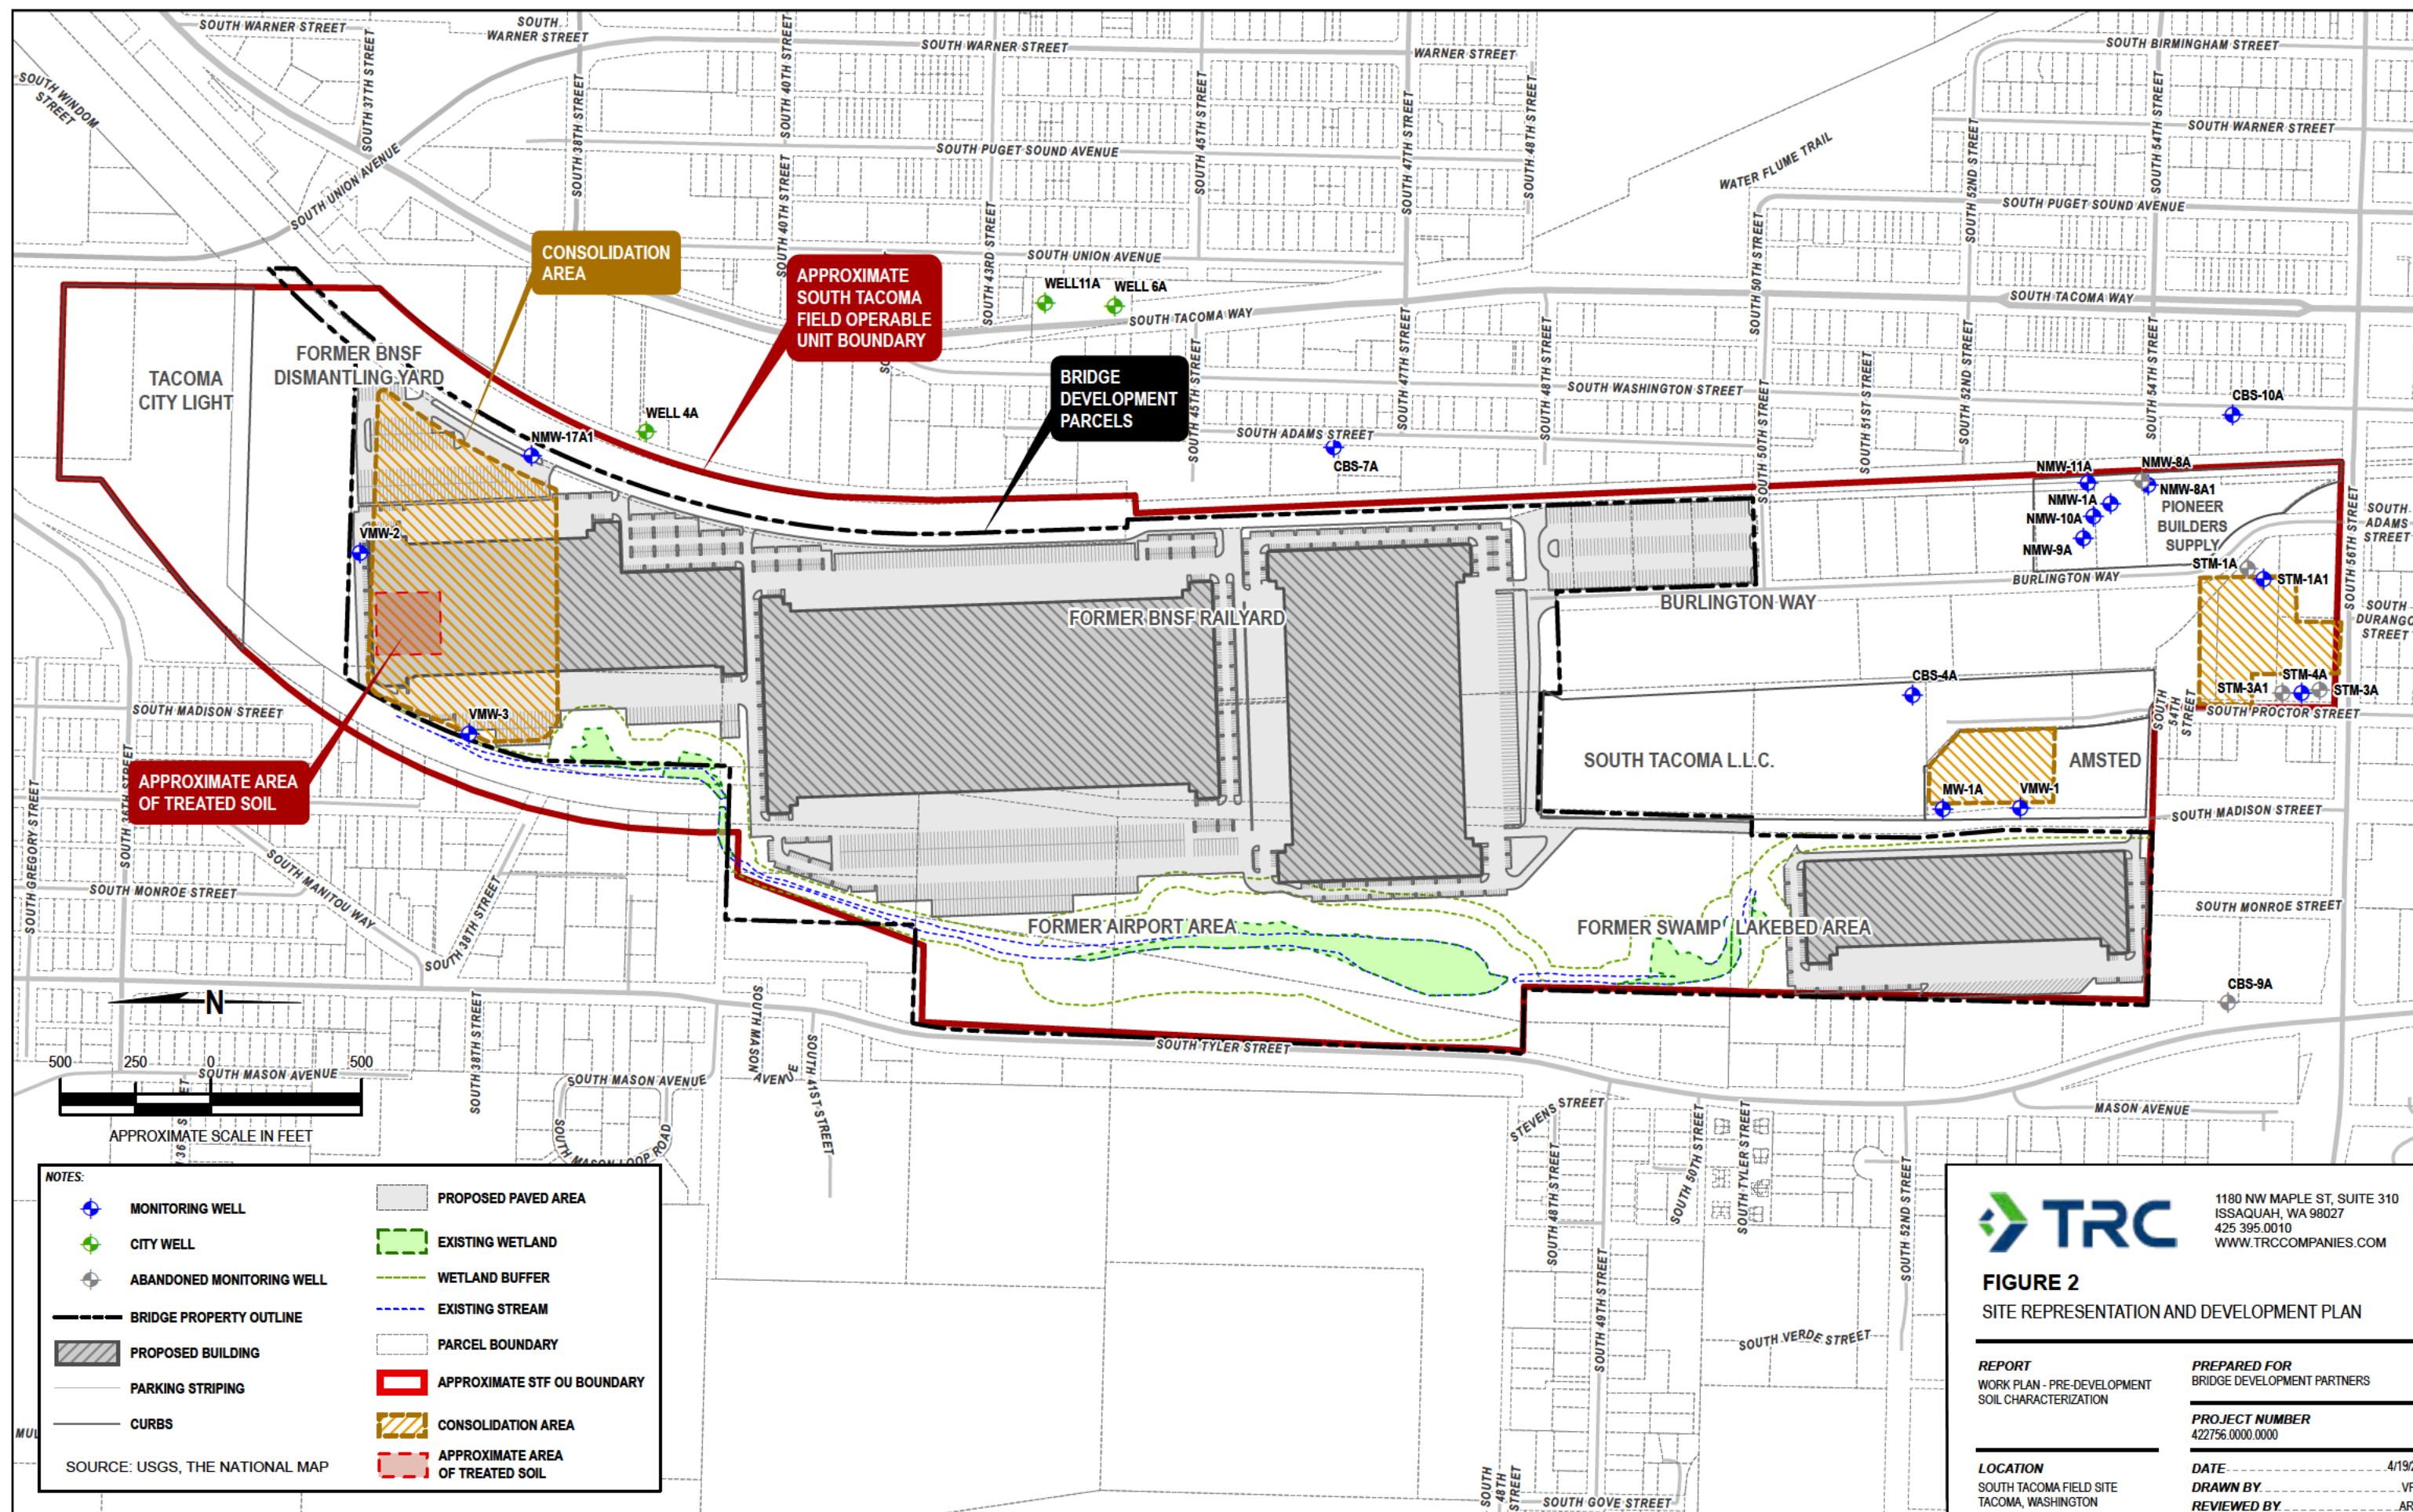 SOUTH WARNER STREET
SOUTH
WARNER STREET
SOUTH WARNER STREET
WARNER STREET
SOUTH BIRMINGHAM STREET
SOUTH WINDOM
STREET
SOUTH 37TH STREET
SOUTH 38TH STREET
SOUTH 40TH STREET
SOUTH 40TH STREET
SOUTH 40TH STREET
SOUTH 43RD STREET
SOUTH 45TH STREET
SOUTH 47TH STREET
SOUTH 48TH STREET
SOUTH 52ND STREET
SOUTH 54TH STREET
SOUTH WARNER STREET
SOUTH PUGET SOUND AVENUE
WATER FLUME TRAIL
SOUTH PUGET SOUND AVENUE
SOUTH UNION AVENUE
SOUTH UNION AVENUE
CONSOLIDATION
AREA
APPROXIMATE
SOUTH TACOMA
FIELD OPERABLE
UNIT BOUNDARY
WELL11A
WELL 6A
SOUTH TACOMA WAY
SOUTH TACOMA WAY
SOUTH 50TH STREET
FORMER BNSF
DISMANTLING YARD
TACOMA
CITY LIGHT
BRIDGE
DEVELOPMENT
PARCELS
SOUTH 45TH STREET
SOUTH 47TH STREET
SOUTH 48TH STREET
SOUTH 50TH STREET
SOUTH 51ST STREET
SOUTH 52ND STREET
SOUTH 54TH STREET
SOUTH WASHINGTON STREET
CBS-10A
WELL 4A
NMW-17A1
SOUTH ADAMS STREET
CBS-7A
NMW-11A
NMW-8A
NMW-1A
NMW-8A1
NMW-10A
NMW-9A
PIONEER
BUILDERS
SUPPLY
SOUTH 56TH STREET
SOUTH
ADAMS
STREET
VMW-2
STM-1A
STM-1A1
BURLINGTON WAY
BURLINGTON WAY
FORMER BNSF RAILYARD
SOUTH
DURANGO
STREET
CBS-4A
STM-4A
STM-3A1
STM-3A
SOUTH PROCTOR STREET
SOUTH
54TH
STREET
SOUTH MADISON STREET
VMW-3
SOUTH TACOMA L.L.C.
AMSTED
MW-1A
VMW-1
SOUTH MADISON STREET
APPROXIMATE AREA
OF TREATED SOIL
SOUTH GREGORY STREET
SOUTH 36TH STREET
SOUTH MANITOU WAY
SOUTH MONROE STREET
SOUTH 38TH STREET
SOUTH MONROE STREET
FORMER AIRPORT AREA
FORMER SWAMP/ LAKEBED AREA
CBS-9A
N
500 250 0 500
APPROXIMATE SCALE IN FEET
SOUTH MASON AVENUE
SOUTH 38TH STREET
SOUTH MASON AVENUE
SOUTH MASON
AVENUE
SOUTH 41ST STREET
SOUTH TYLER STREET
SOUTH MASON LOOP ROAD
STEVENS STREET
SOUTH 48TH STREET
SOUTH 49TH STREET
SOUTH 50TH STREET
SOUTH TYLER STREET
SOUTH 52ND STREET
MASON AVENUE
SOUTH VERDE STREET
SOUTH
48TH
STREET
SOUTH GOVE STREET
NOTES:
MONITORING WELL
CITY WELL
ABANDONED MONITORING WELL
BRIDGE PROPERTY OUTLINE
PROPOSED BUILDING
PARKING STRIPING
CURBS
SOURCE: USGS, THE NATIONAL MAP
PROPOSED PAVED AREA
EXISTING WETLAND
WETLAND BUFFER
EXISTING STREAM
PARCEL BOUNDARY
APPROXIMATE STF OU BOUNDARY
CONSOLIDATION AREA
APPROXIMATE AREA
OF TREATED SOIL
TRC
1180 NW MAPLE ST, SUITE 310
ISSAQUAH, WA 98027
425 395.0010
WWW.TRCCOMPANIES.COM
FIGURE 2
SITE REPRESENTATION AND DEVELOPMENT PLAN
REPORT
WORK PLAN - PRE-DEVELOPMENT
SOIL CHARACTERIZATION
PREPARED FOR
BRIDGE DEVELOPMENT PARTNERS
PROJECT NUMBER
422756.0000.0000
LOCATION
SOUTH TACOMA FIELD SITE
TACOMA, WASHINGTON
DATE
DRAWN BY
REVIEWED BY